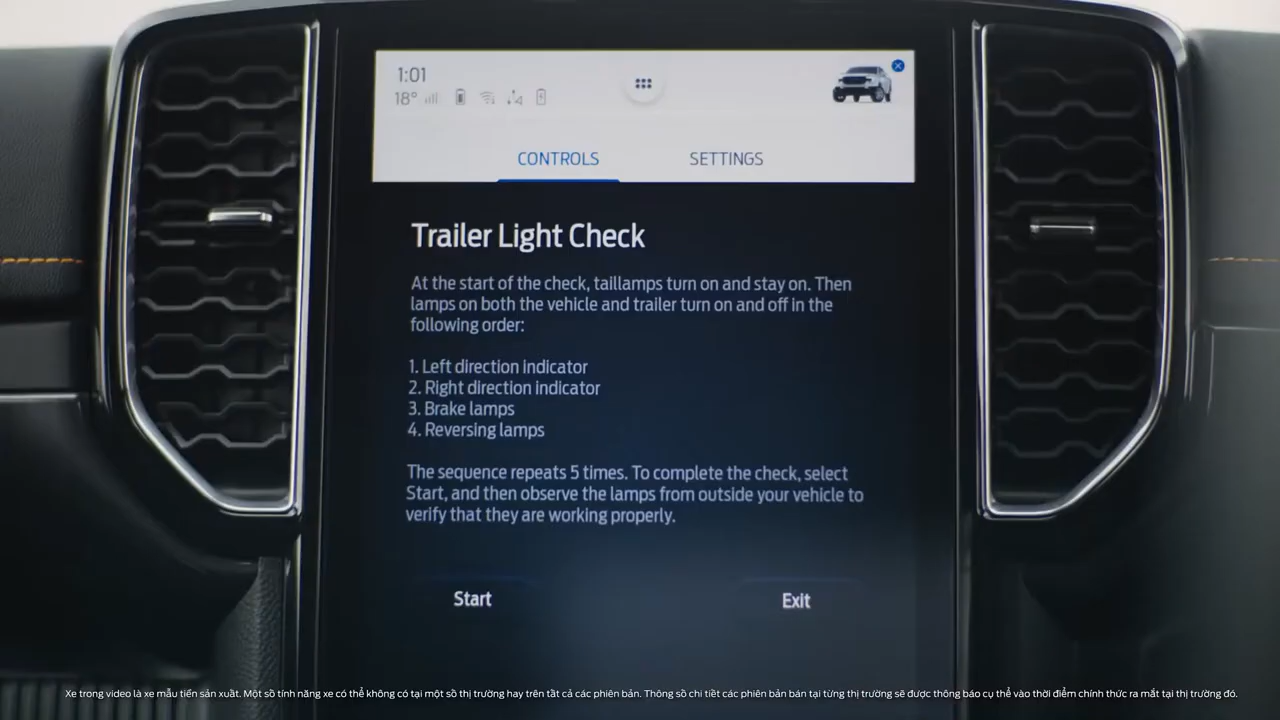 1:01
18°
CONTROLS SETTINGS
Trailer Light Check
At the start of the check, taillamps turn on and stay on. Then
lamps on both the vehicle and trailer turn on and off in the
following order:
1. Left direction indicator
2. Right direction indicator
3. Brake lamps
4. Reversing lamps
The sequence repeats 5 times. To complete the check, select
Start, and then observe the lamps from outside your vehicle to
verify that they are working properly.
Start Exit
Xe trong video là xe mẫu tiền sản xuất. Một số tính năng xe có thể không có tại một số thị trường hay trên tất cả các phiên bản. Thông số chi tiết các phiên bản bán tại từng thị trường sẽ được thông báo cụ thể vào thời điểm chính thức ra mắt tại thị trường đó.